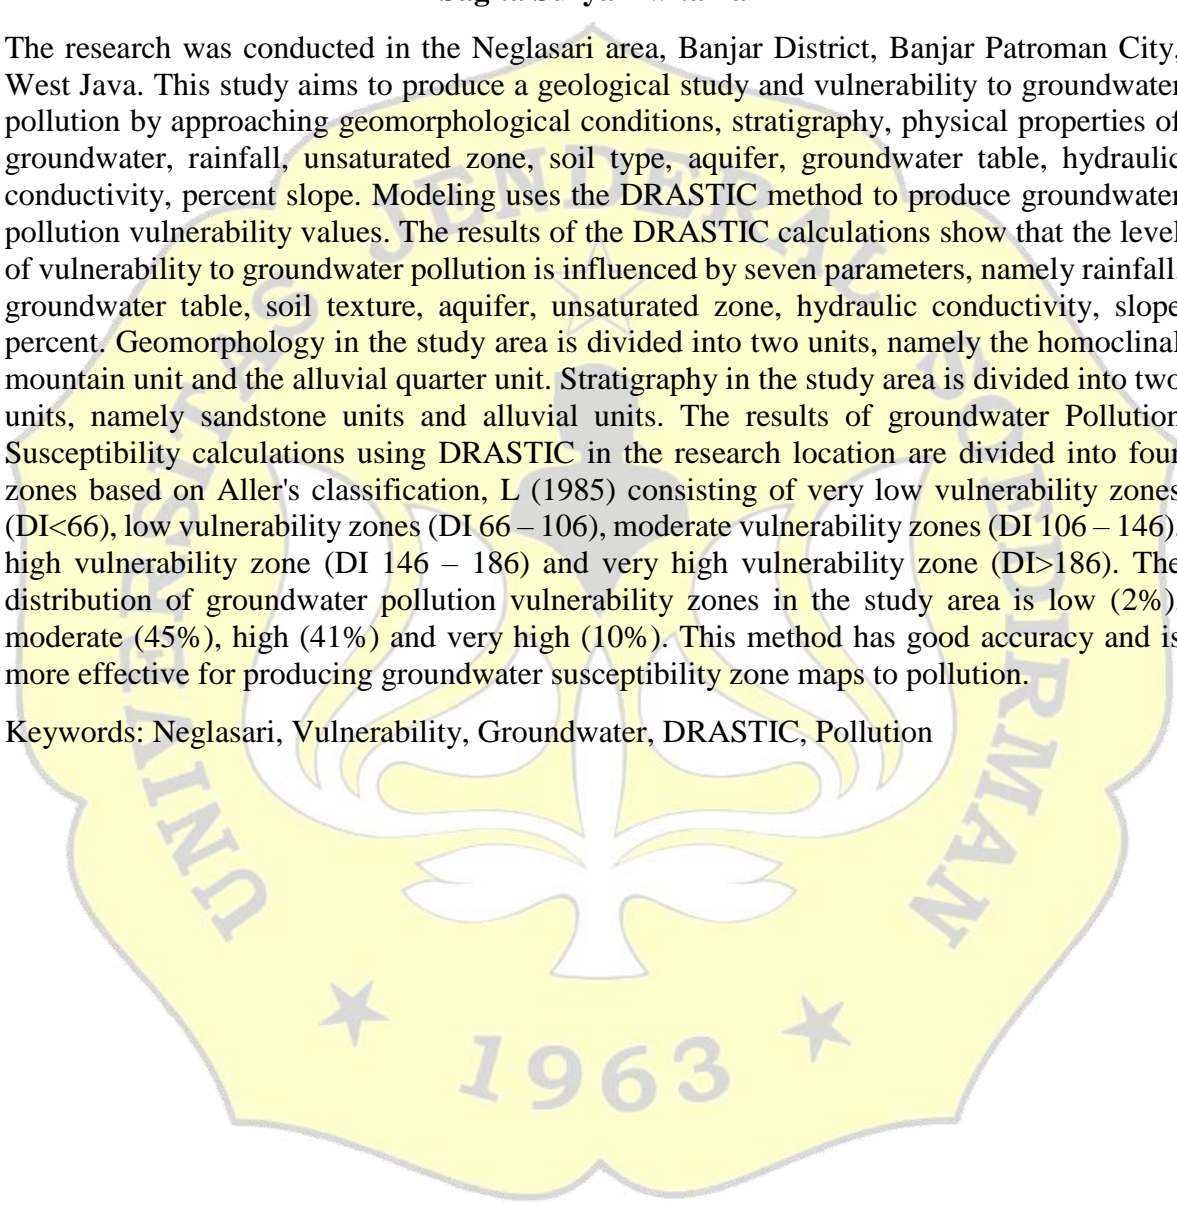 The research was conducted in the Neglasari area, Banjar District, Banjar Patroman City,
West Java. This study aims to produce a geological study and vulnerability to groundwater
pollution by approaching geomorphological conditions, stratigraphy, physical properties of
groundwater, rainfall, unsaturated zone, soil type, aquifer, groundwater table, hydraulic
conductivity, percent slope. Modeling uses the DRASTIC method to produce groundwater
pollution vulnerability values. The results of the DRASTIC calculations show that the level
of vulnerability to groundwater pollution is influenced by seven parameters, namely rainfall,
groundwater table, soil texture, aquifer, unsaturated zone, hydraulic conductivity, slope
percent. Geomorphology in the study area is divided into two units, namely the homoclinal
mountain unit and the alluvial quarter unit. Stratigraphy in the study area is divided into two
units, namely sandstone units and alluvial units. The results of groundwater Pollution
Susceptibility calculations using DRASTIC in the research location are divided into four
zones based on Aller's classification, L (1985) consisting of very low vulnerability zones
(DI<66), low vulnerability zones (DI 66 – 106), moderate vulnerability zones (DI 106 – 146),
high vulnerability zone (DI 146 – 186) and very high vulnerability zone (DI>186). The
distribution of groundwater pollution vulnerability zones in the study area is low (2%),
moderate (45%), high (41%) and very high (10%). This method has good accuracy and is
more effective for producing groundwater susceptibility zone maps to pollution.
Keywords: Neglasari, Vulnerability, Groundwater, DRASTIC, Pollution
UNIVERSITAS JENDERAL SOEDIRMAN
1963